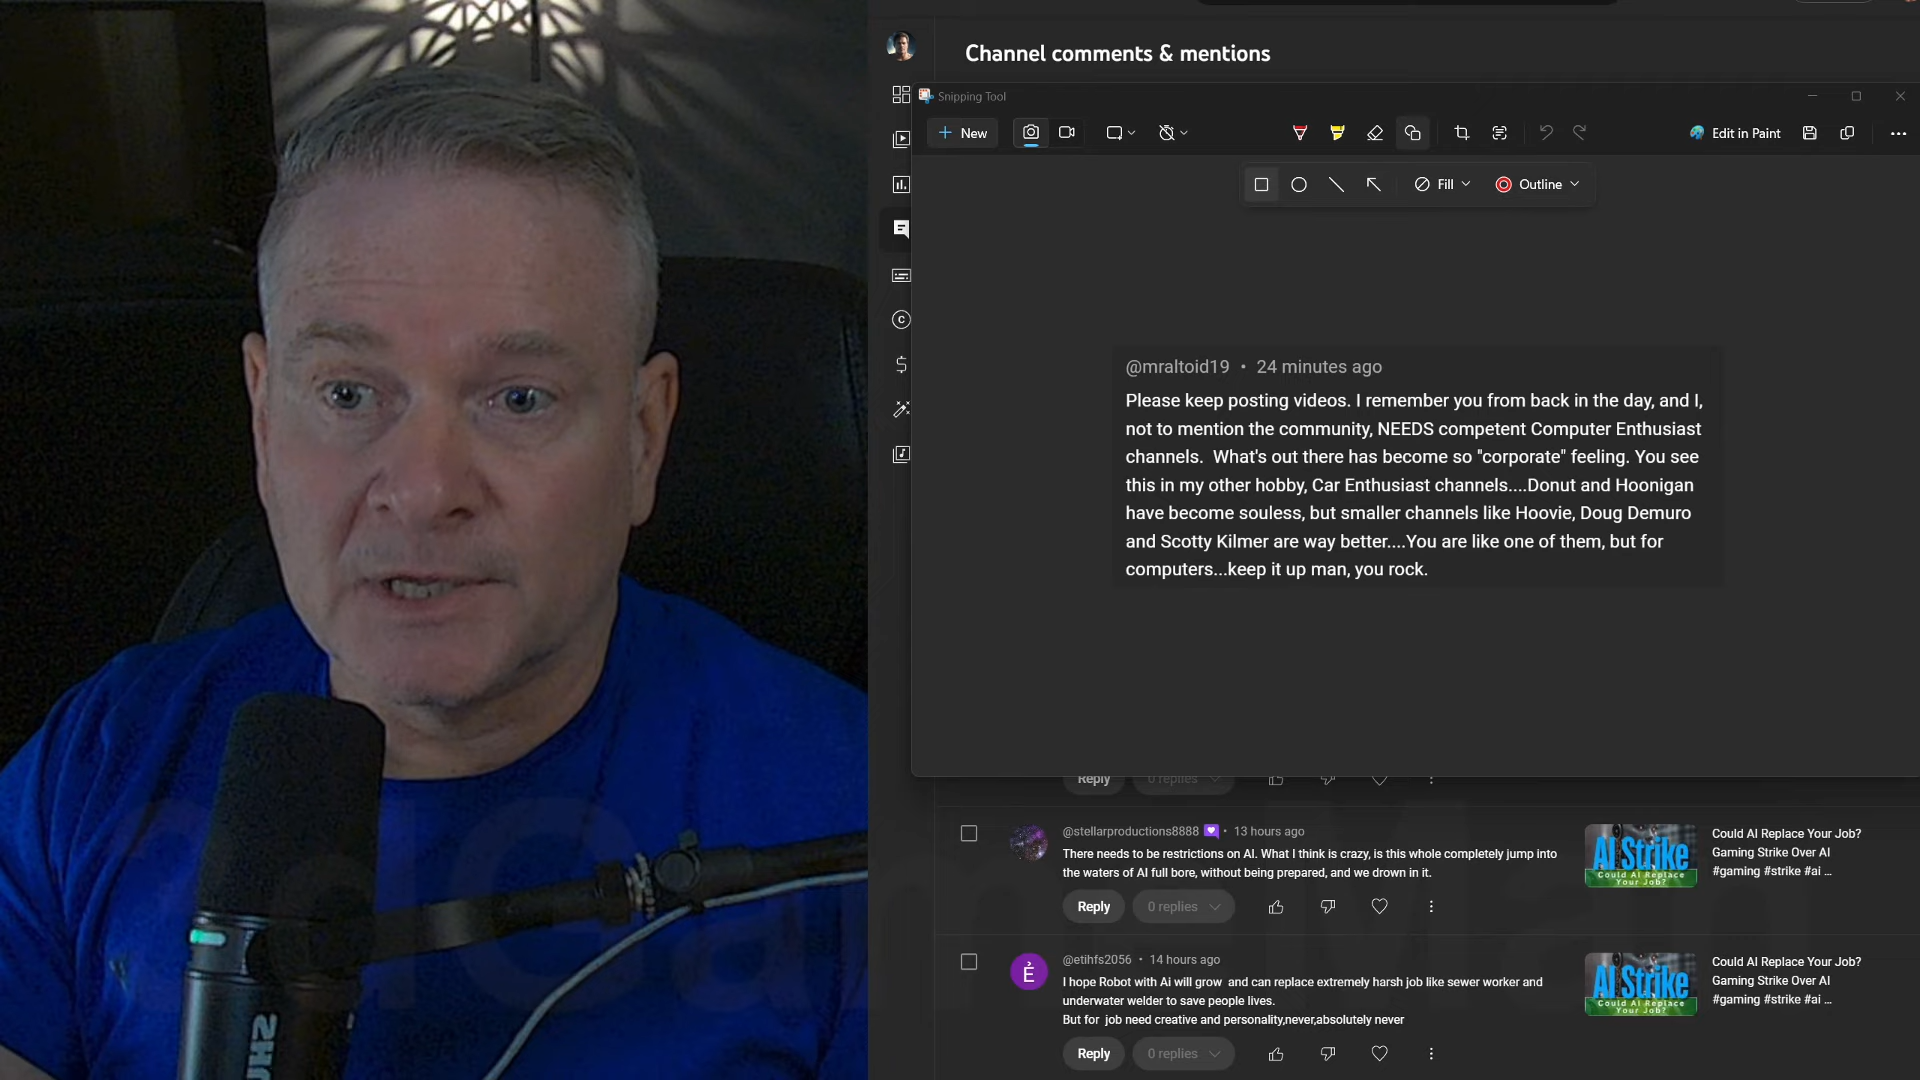 Channel comments & mentions
Snipping Tool
New
Edit in Paint
Fill
Outline
@mraltoid19 • 24 minutes ago
Please keep posting videos. I remember you from back in the day, and I,
not to mention the community, NEEDS competent Computer Enthusiast
channels.  What's out there has become so "corporate" feeling. You see
this in my other hobby, Car Enthusiast channels....Donut and Hoonigan
have become souless, but smaller channels like Hoovie, Doug Demuro
and Scotty Kilmer are way better....You are like one of them, but for
computers...keep it up man, you rock.
Reply
0 replies
@stellarproductions8888 • 13 hours ago
There needs to be restrictions on AI. What I think is crazy, is this whole completely jump into
the waters of AI full bore, without being prepared, and we drown in it.
Reply
0 replies
AI Strike
Could AI Replace
Your Job?
Could AI Replace Your Job?
Gaming Strike Over AI
#gaming #strike #ai ...
@etihfs2056 • 14 hours ago
I hope Robot with Ai will grow  and can replace extremely harsh job like sewer worker and
underwater welder to save people lives.
But for  job need creative and personality,never,absolutely never
Reply
0 replies
AI Strike
Could AI Replace
Your Job?
Could AI Replace Your Job?
Gaming Strike Over AI
#gaming #strike #ai ...